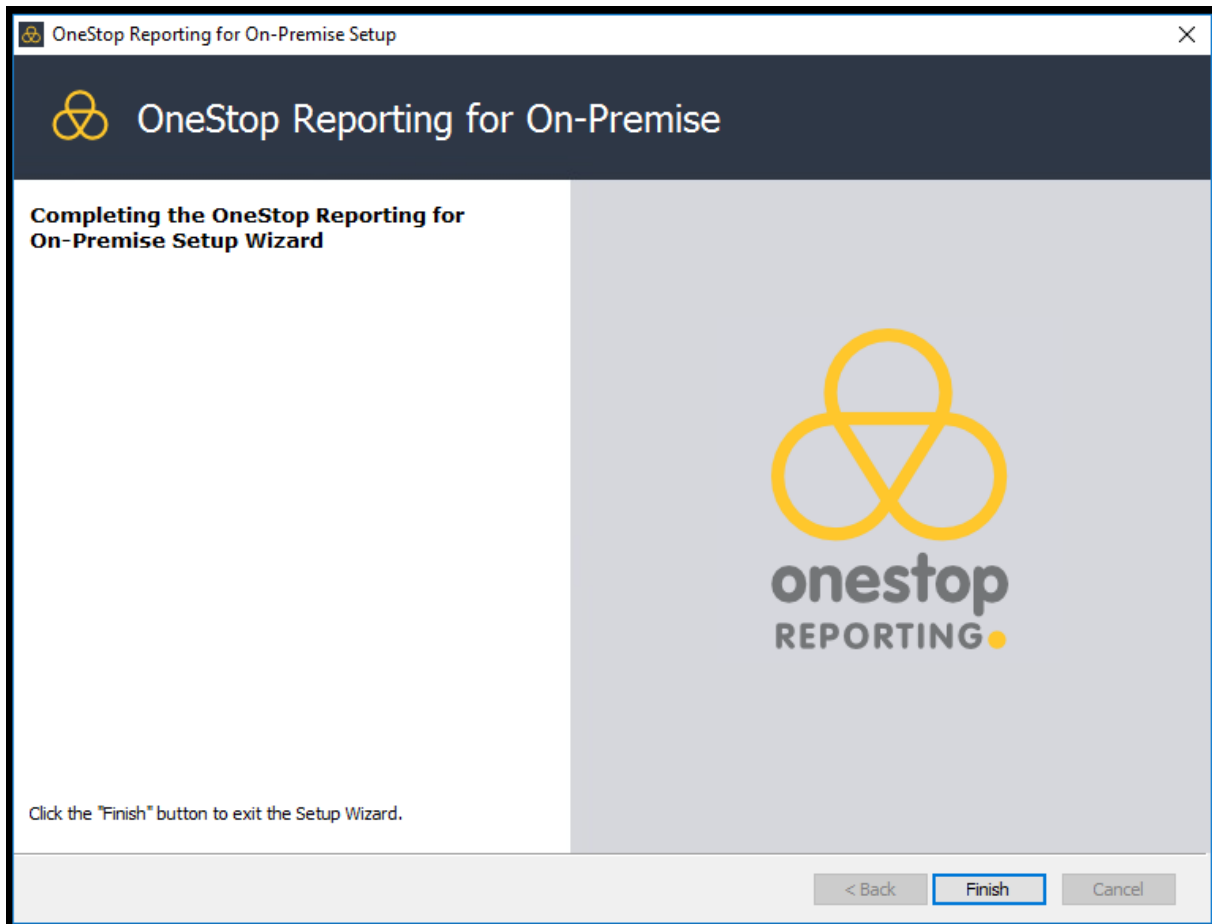 OneStop Reporting for On-Premise Setup
OneStop Reporting for On-Premise
Completing the OneStop Reporting for
On-Premise Setup Wizard
onestop
REPORTING
Click the "Finish" button to exit the Setup Wizard.
< Back
Finish
Cancel